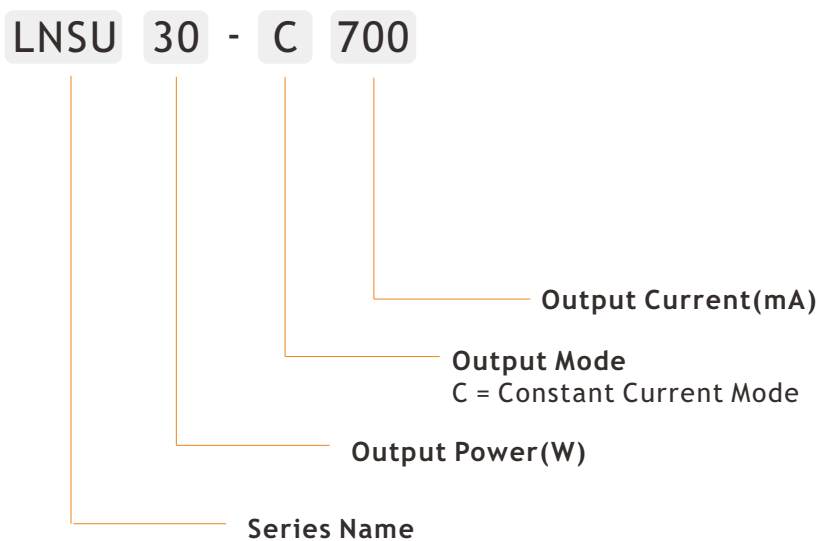 LNSU 30 - C 700
Output Current(mA)
Output Mode
C = Constant Current Mode
Output Power(W)
Series Name